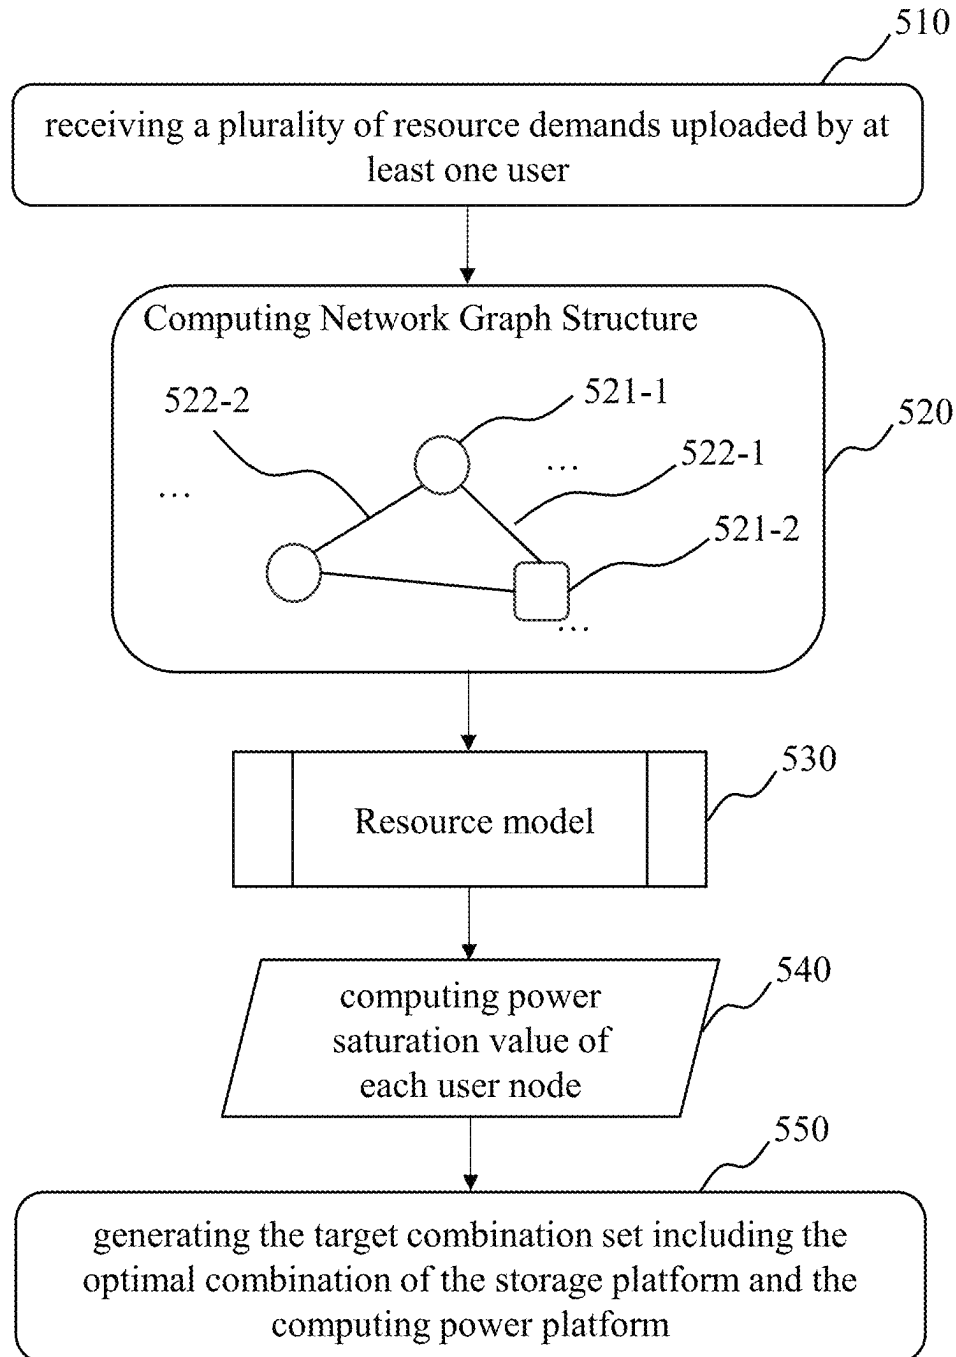 510
receiving a plurality of resource demands uploaded by at
least one user
Computing Network Graph Structure
522-2
521-1
520
...
522-1
...
521-2
...
530
Resource model
540
computing power
saturation value of
each user node
550
generating the target combination set including the
optimal combination of the storage platform and the
computing power platform